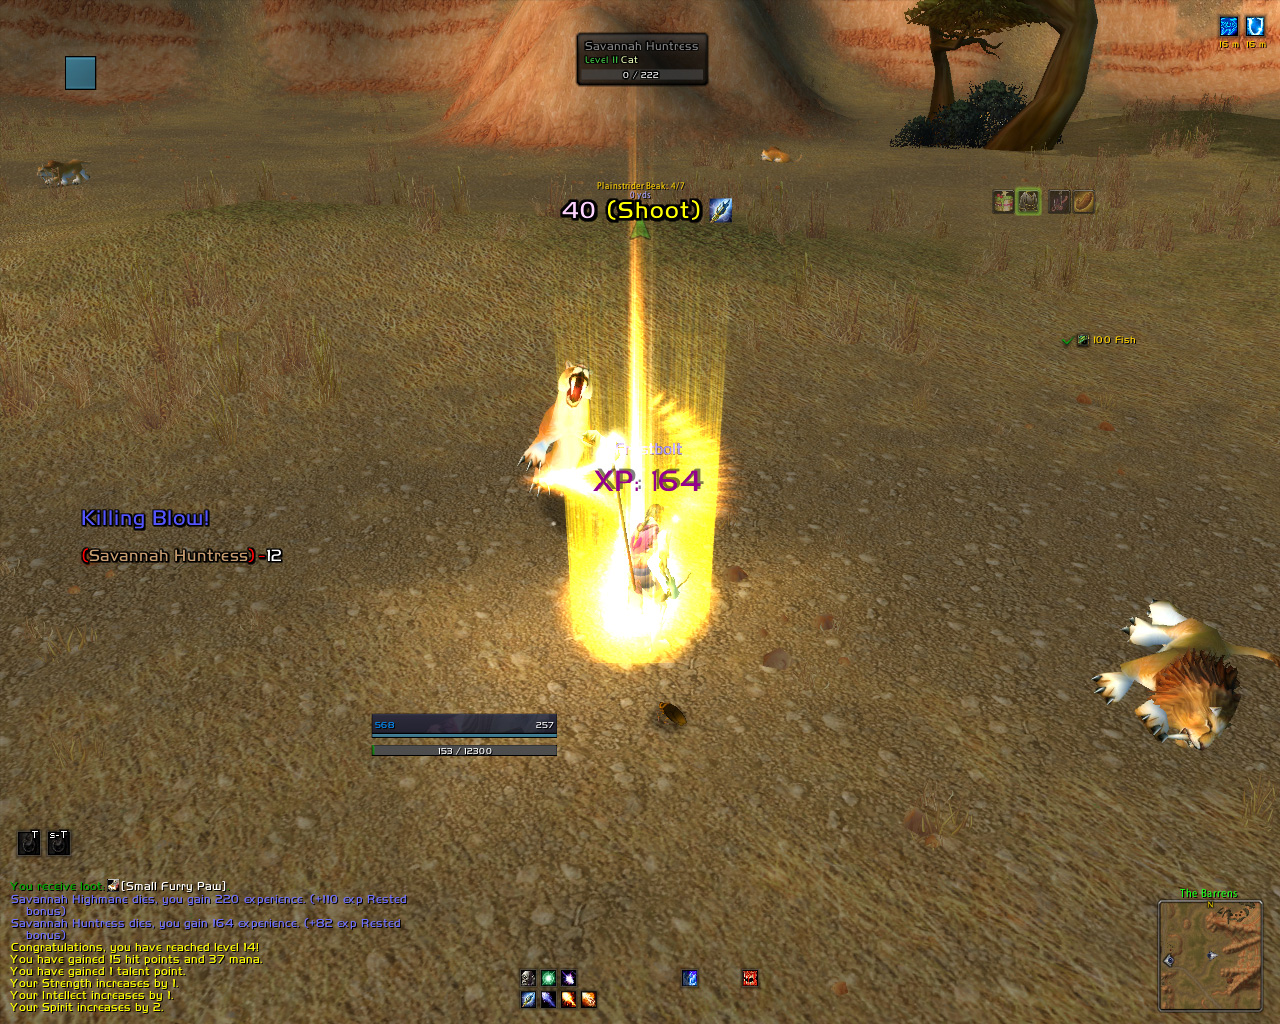 Savannah Huntress
Level 11 Cat
0 / 222
16 m 16 m
Plainstrider Beak: 4/7
40 (Shoot)
100 Fish
XP: 164
Killing Blow!
(Savannah Huntress) -12
568 257
153 / 12300
T s-T
You receive loot: [Small Furry Paw]
Savannah Highmane dies, you gain 220 experience. (+110 exp Rested
bonus)
Savannah Huntress dies, you gain 164 experience. (+82 exp Rested
bonus)
Congratulations, you have reached level 14!
You have gained 15 hit points and 37 mana.
You have gained 1 talent point.
Your Strength increases by 1.
Your Intellect increases by 1.
Your Spirit increases by 2.
The Barrens
N